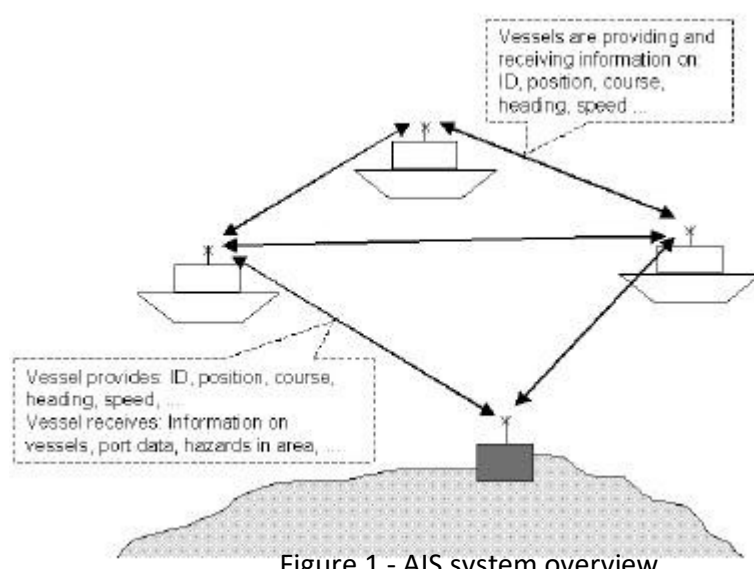 Vessels are providing and
receiving information on
ID, position, course,
heading, speed ...
Vessel provides: ID, position, course,
heading, speed, ...
Vessel receives: Information on
vessels, port data, hazards in area, ...
Figure 1 - AIS system overview